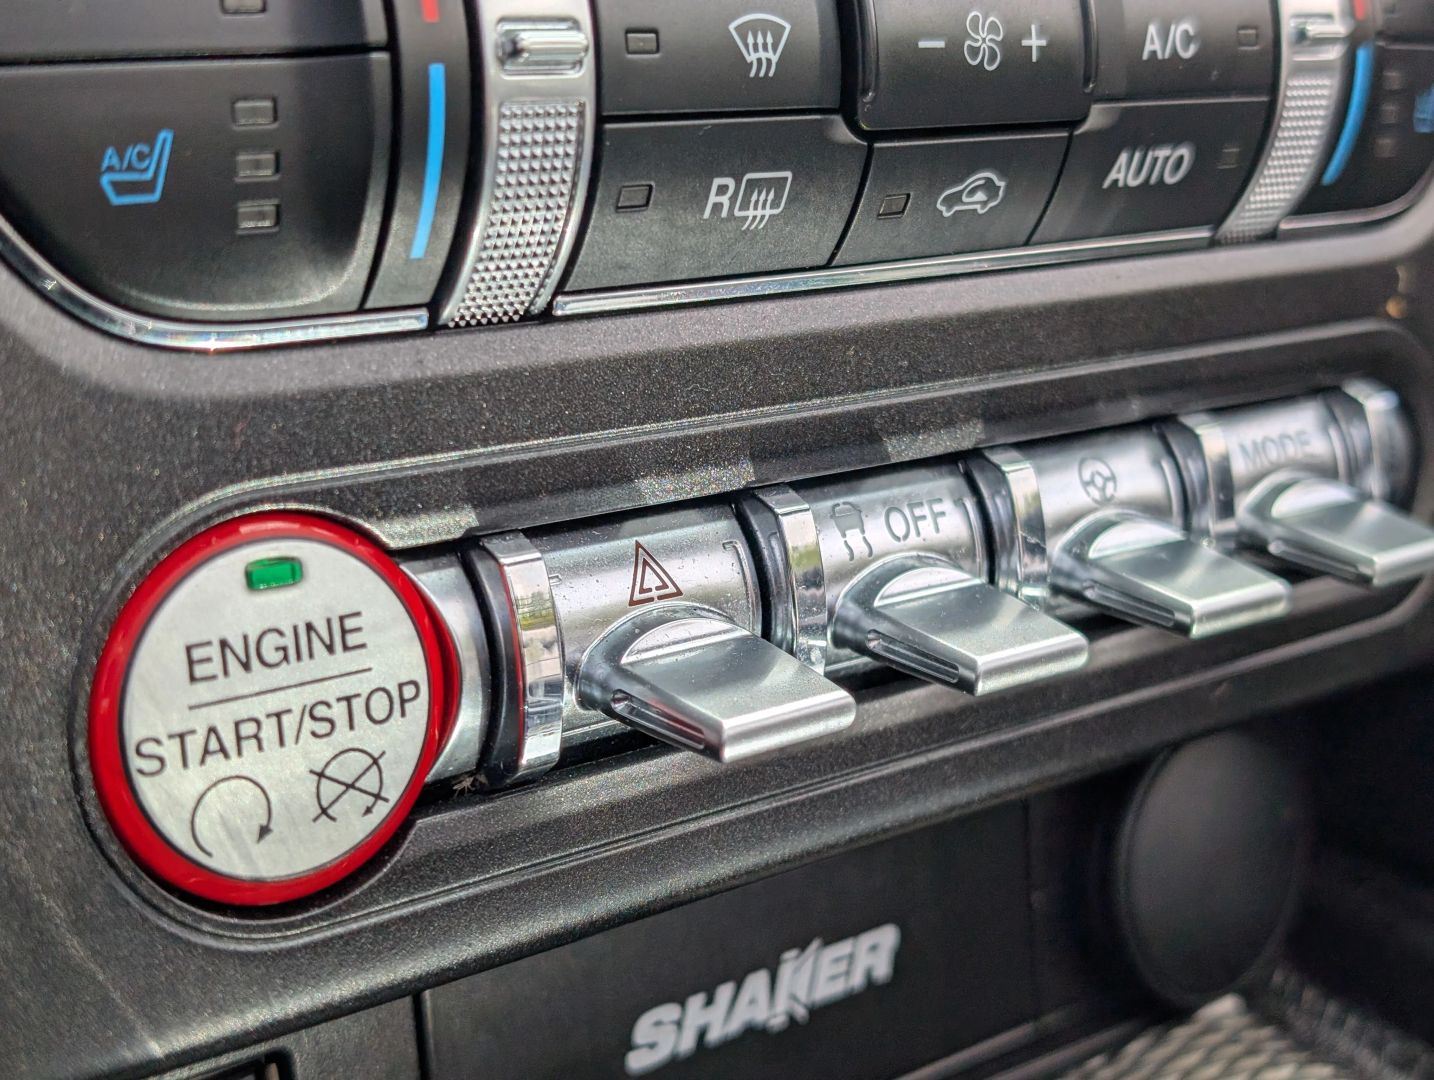 A/C
- +
A/C
R
AUTO
ENGINE
START/STOP
OFF
MODE
SHAKER